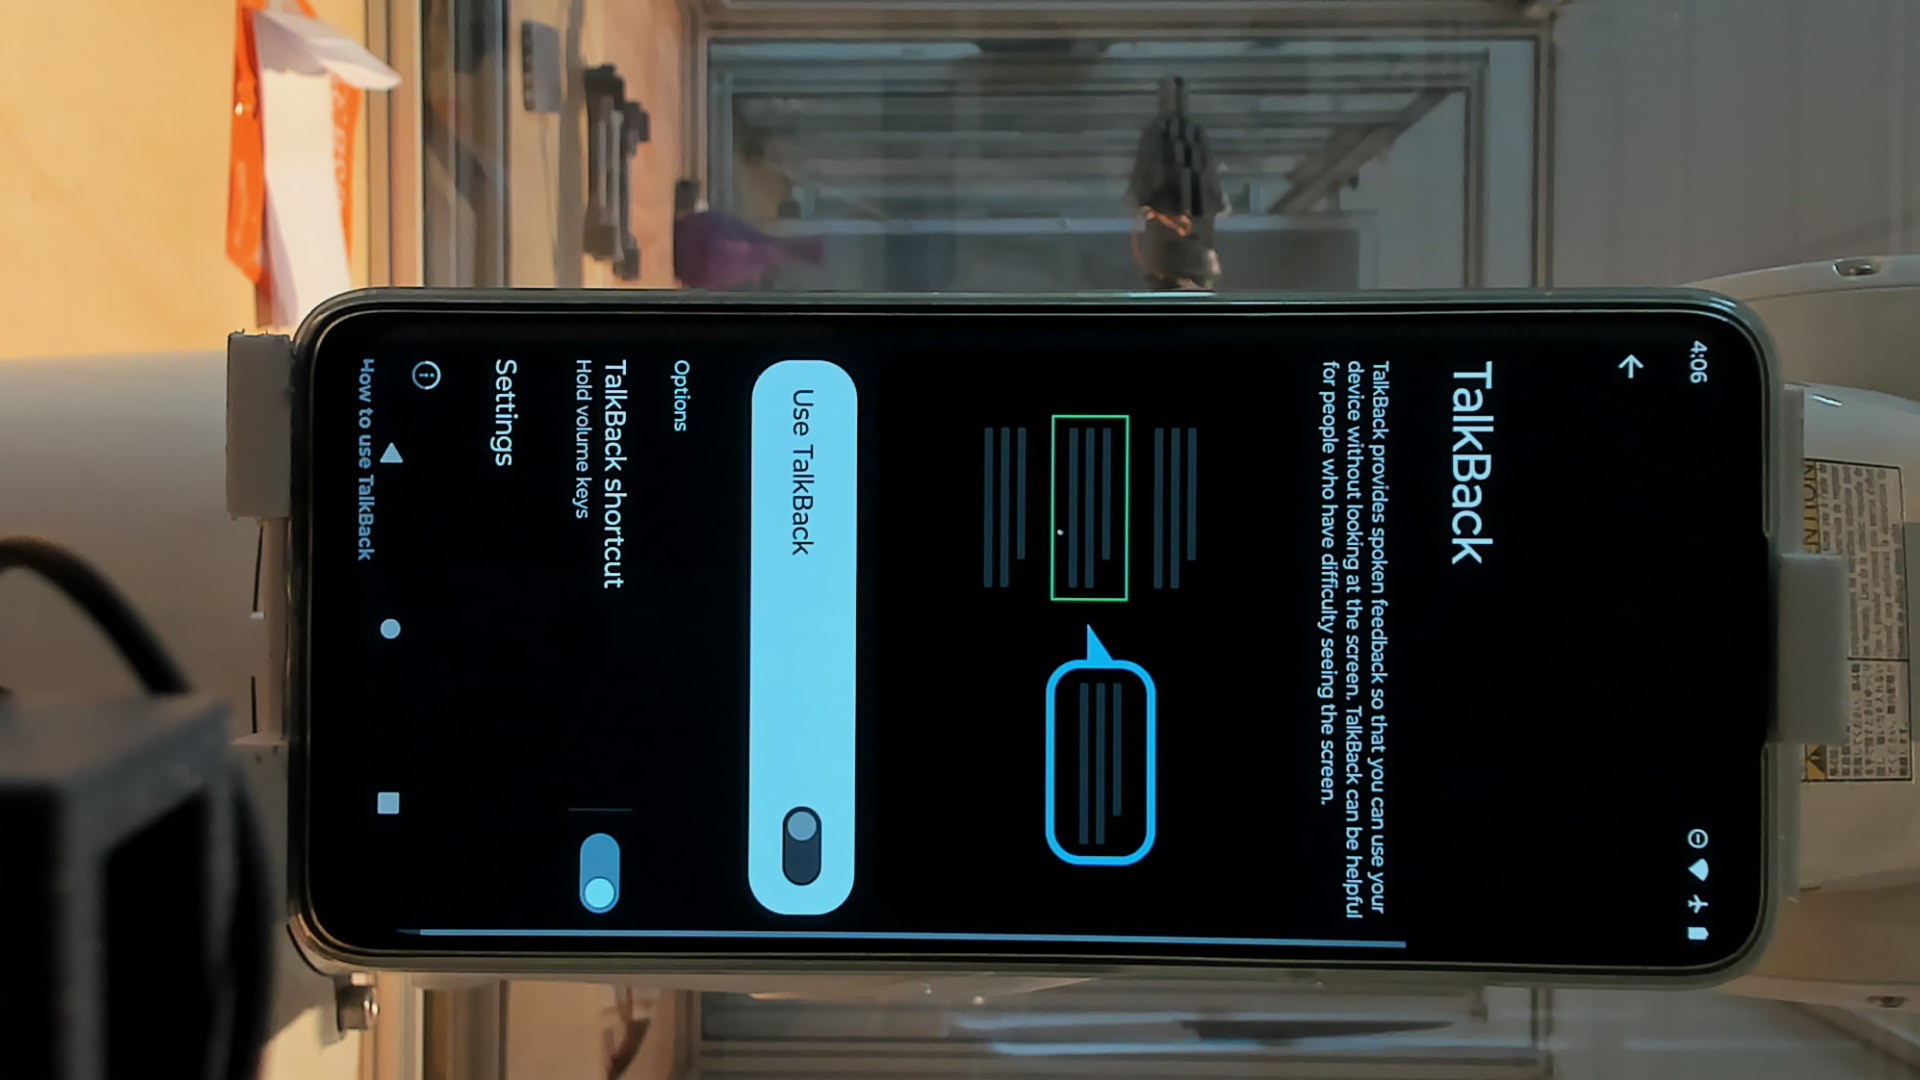 4:06
TalkBack
TalkBack provides spoken feedback so that you can use your
device without looking at the screen. TalkBack can be helpful
for people who have difficulty seeing the screen.
Use TalkBack
Options
TalkBack shortcut
Hold volume keys
Settings
How to use TalkBack